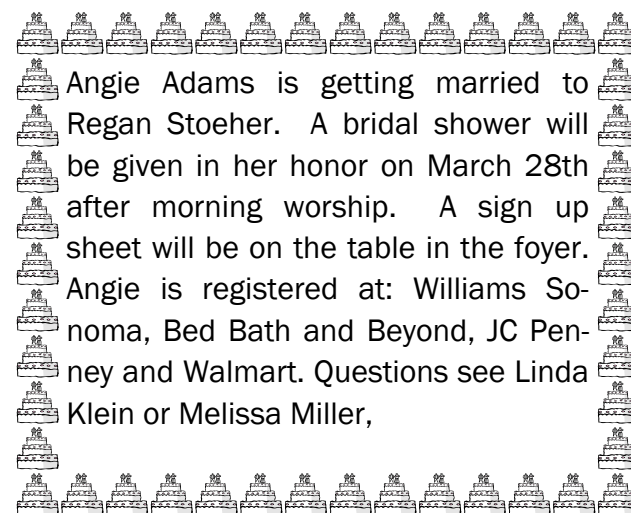 Angie Adams is getting married to
Regan Stoeher. A bridal shower will
be given in her honor on March 28th
after morning worship. A sign up
sheet will be on the table in the foyer.
Angie is registered at: Williams So-
noma, Bed Bath and Beyond, JC Pen-
ney and Walmart. Questions see Linda
Klein or Melissa Miller,